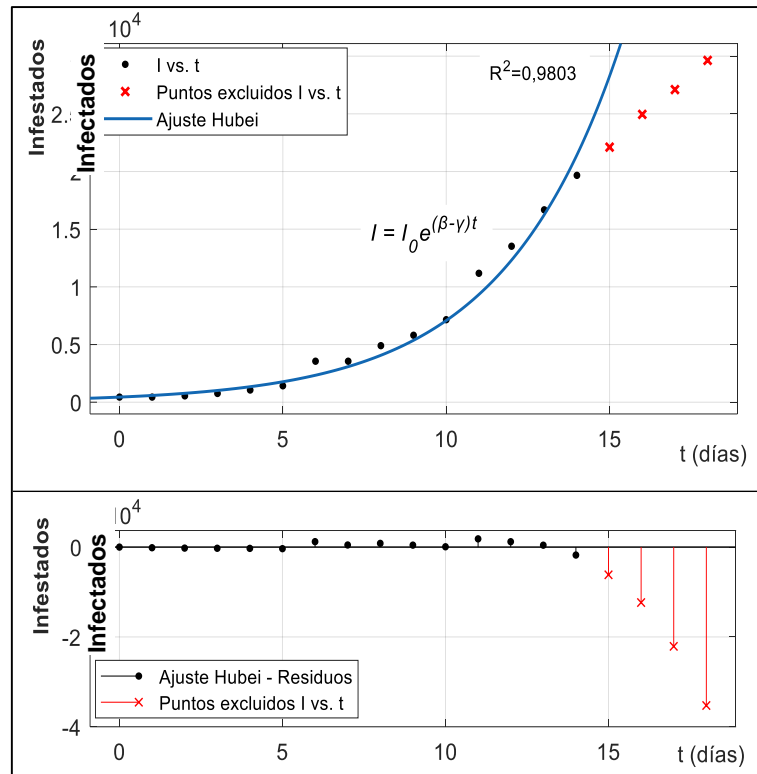 10^4
I vs. t
Puntos excluidos I vs. t
Ajuste Hubei
R^2=0,9803
I = I_0 e^(β-γ)t
Infestados
Infectados
1.5
1
0.5
0
0
5
10
15
t (días)
0^4
Infestados
Infectados
0
-2
-4
Ajuste Hubei - Residuos
Puntos excluidos I vs. t
0
5
10
15
t (días)